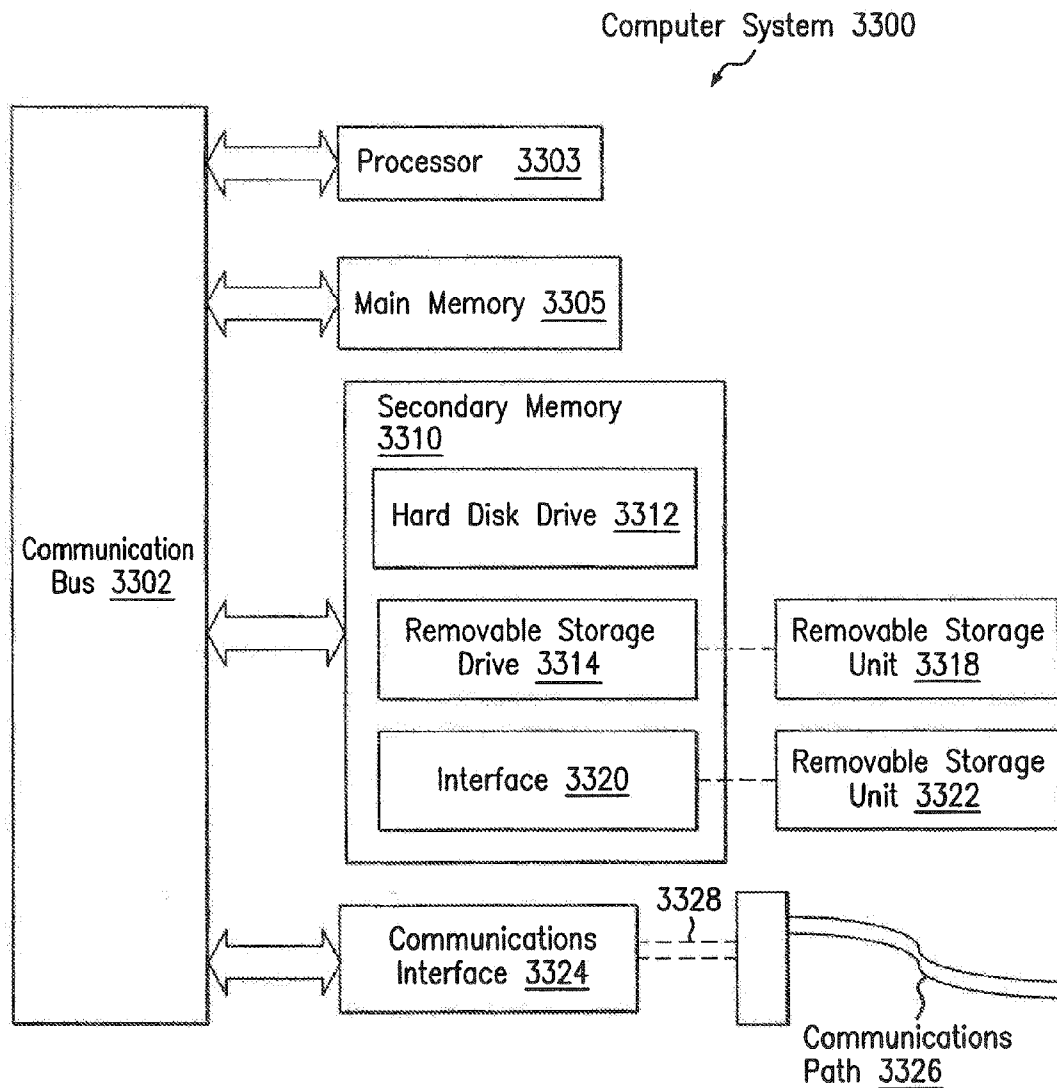 Computer System 3300
Processor 3303
Main Memory 3305
Secondary Memory
3310
Hard Disk Drive 3312
Communication
Bus 3302
Removable Storage
Drive 3314
Removable Storage
Unit 3318
Interface 3320
Removable Storage
Unit 3322
3328
Communications
Interface 3324
Communications
Path 3326